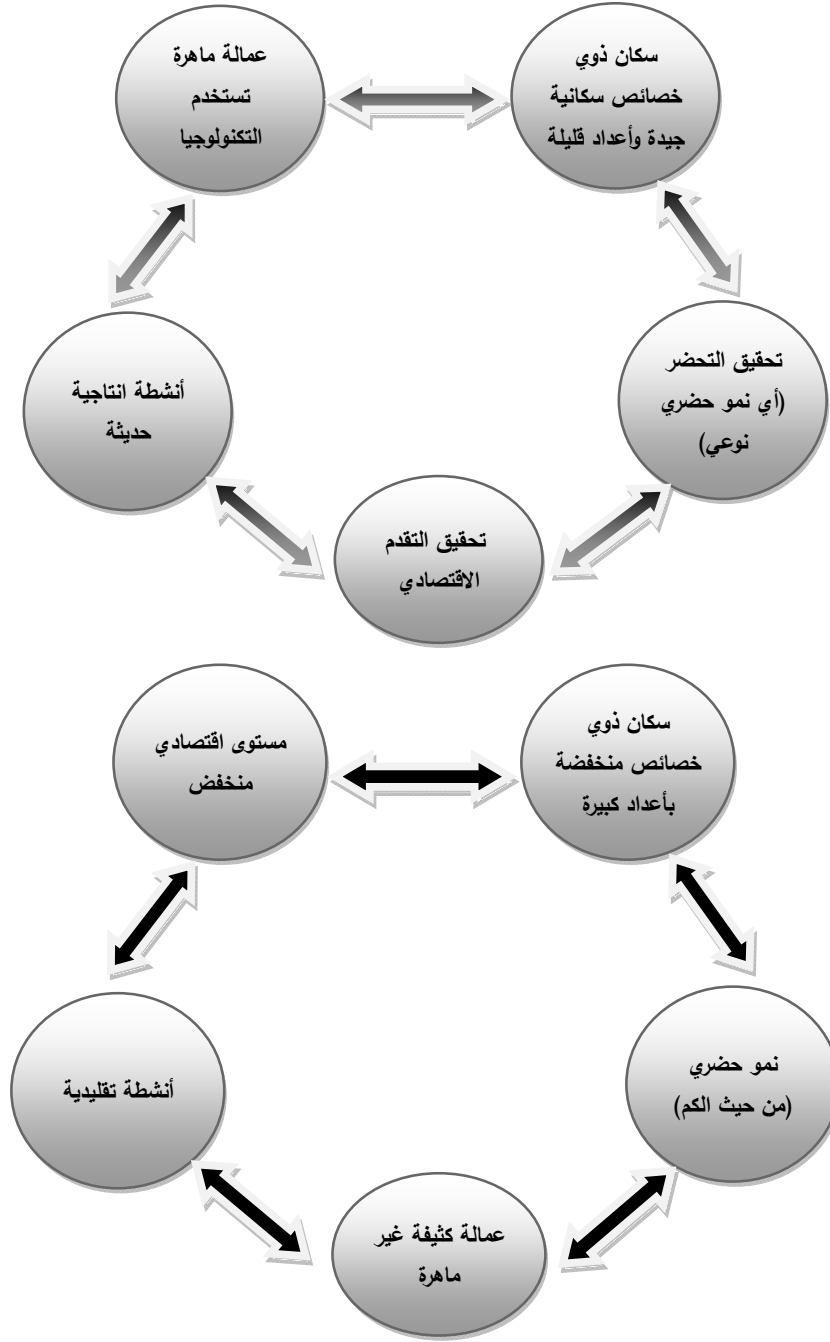 سكان ذوي
خصائص سكانية
جيدة وأعداد قليلة
عمالة ماهرة
تستخدم
التكنولوجيا
تحقيق التحضر
(أي نمو حضري
نوعي)
أنشطة انتاجية
حديثة
تحقيق التقدم
الاقتصادي
سكان ذوي
خصائص منخفضة
بأعداد كبيرة
مستوى اقتصادي
منخفض
نمو حضري
(من حيث الكم)
أنشطة تقليدية
عمالة كثيفة غير
ماهرة